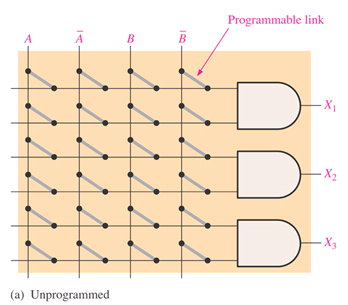 Programmable link
A A̅ B B̅
X₁
X₂
X₃
(a) Unprogrammed